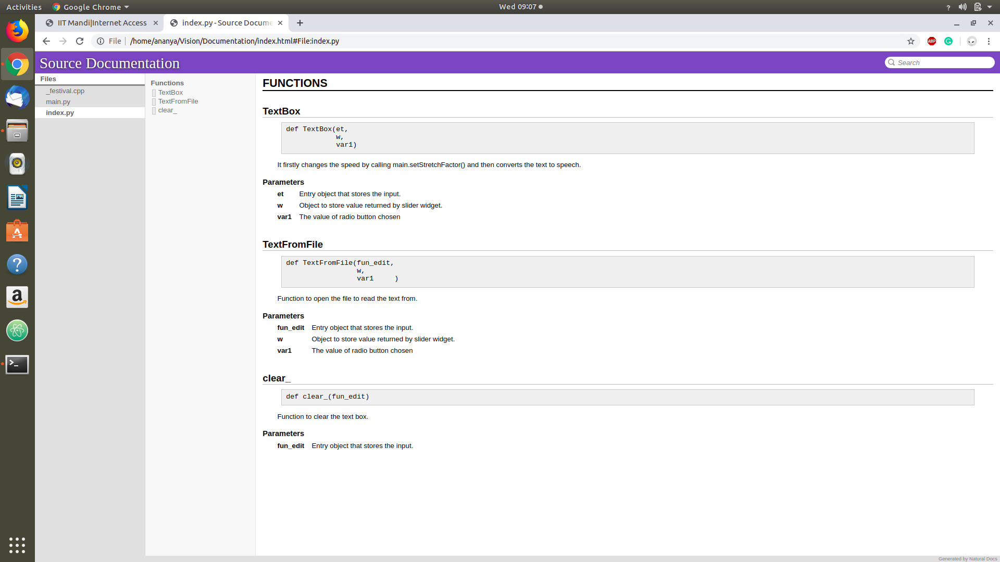 Activities Google Chrome Wed 09:07
IIT Mandi|Internet Access index.py - Source Docume
File /home/ananya/Vision/Documentation/index.html#File:index.py ABP
Source Documentation Search
Files
_festival.cpp
main.py
index.py
Functions
TextBox
TextFromFile
clear_
FUNCTIONS
TextBox
def TextBox(et,
w,
var1)
It firstly changes the speed by calling main.setStretchFactor() and then converts the text to speech.
Parameters
et Entry object that stores the input.
w Object to store value returned by slider widget.
var1 The value of radio button chosen
TextFromFile
def TextFromFile(fun_edit,
w,
var1 )
Function to open the file to read the text from.
Parameters
fun_edit Entry object that stores the input.
w Object to store value returned by slider widget.
var1 The value of radio button chosen
clear_
def clear_(fun_edit)
Function to clear the text box.
Parameters
fun_edit Entry object that stores the input.
Generated by Natural Docs